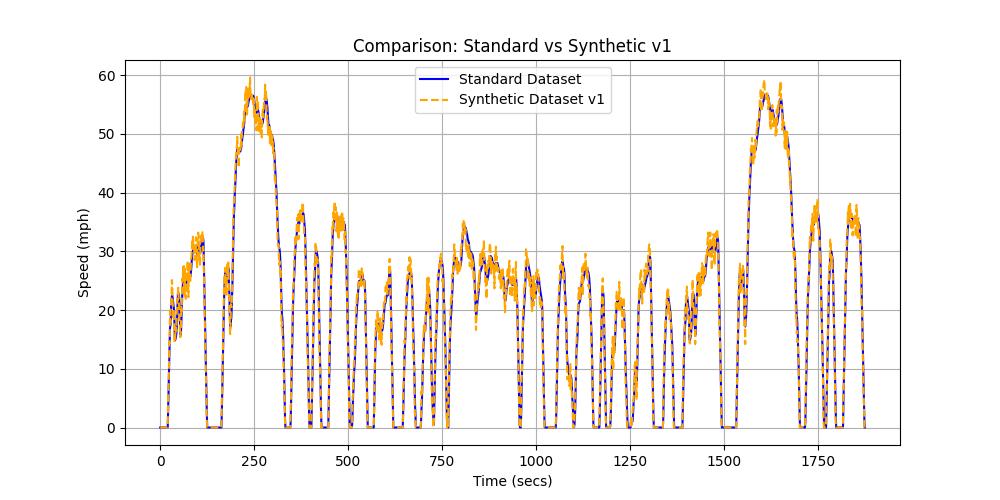 Comparison: Standard vs Synthetic v1
Standard Dataset
Synthetic Dataset v1
Speed (mph)
60
50
40
30
20
10
0
0 250 500 750 1000 1250 1500 1750
Time (secs)